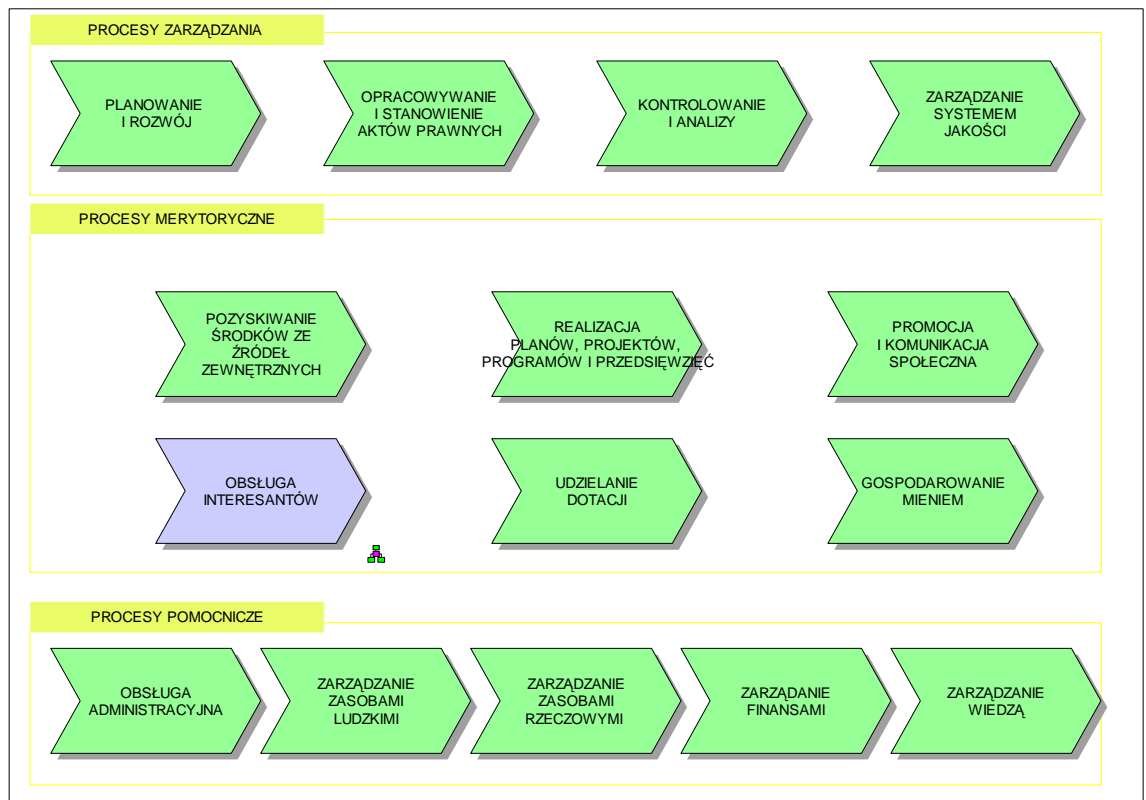 PROCESY ZARZĄDZANIA
PLANOWANIE
I ROZWÓJ
OPRACOWYWANIE
I STANOWIENIE
AKTÓW PRAWNYCH
KONTROLOWANIE
I ANALIZY
ZARZĄDZANIE
SYSTEMEM
JAKOŚCI
PROCESY MERYTORYCZNE
POZYSKIWANIE
ŚRODKÓW ZE
ŹRÓDEŁ
ZEWNĘTRZNYCH
REALIZACJA
PLANÓW, PROJEKTÓW,
PROGRAMÓW I PRZEDSIĘWZIĘĆ
PROMOCJA
I KOMUNIKACJA
SPOŁECZNA
OBSŁUGA
INTERESANTÓW
UDZIELANIE
DOTACJI
GOSPODAROWANIE
MIENIEM
PROCESY POMOCNICZE
OBSŁUGA
ADMINISTRACYJNA
ZARZĄDZANIE
ZASOBAMI
LUDZKIMI
ZARZĄDZANIE
ZASOBAMI
RZECZOWYMI
ZARZĄDANIE
FINANSAMI
ZARZĄDZANIE
WIEDZĄ